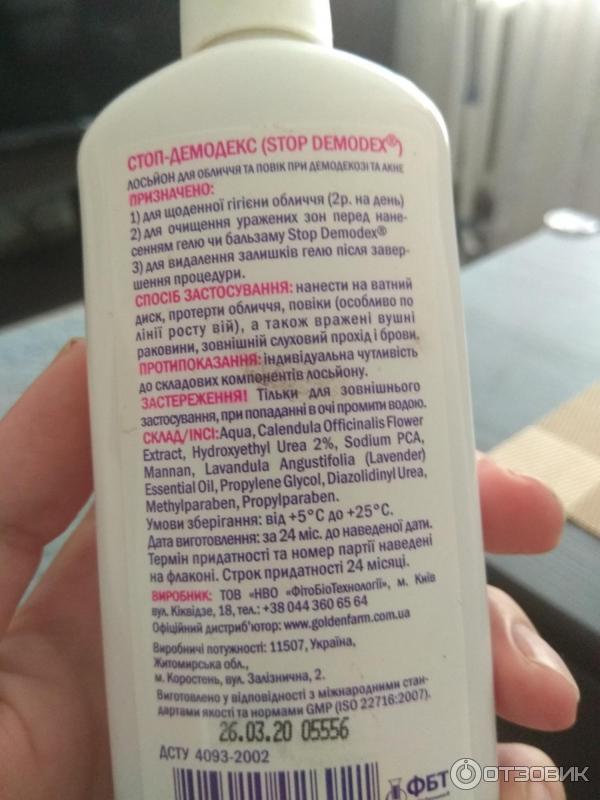 СТОП-ДЕМОДЕКС (STOP DEMODEX®)
ЛОСЬЙОН ДЛЯ ОБЛИЧЧЯ ТА ПОВІК ПРИ ДЕМОДЕКОЗІ ТА АКНЕ
ПРИЗНАЧЕНО:
1) для щоденної гігієни обличчя (2р. на день)
2) для очищення уражених зон перед нане-
сенням гелю чи бальзаму Stop Demodex®
3) для видалення залишків гелю після завер-
шення процедури.
СПОСІБ ЗАСТОСУВАННЯ: нанести на ватний
диск, протерти обличчя, повіки (особливо по
лінії росту вій), а також вражені вушні
раковини, зовнішній слуховий прохід і брови.
ПРОТИПОКАЗАННЯ: індивідуальна чутливість
до складових компонентів лосьйону.
ЗАСТЕРЕЖЕННЯ! Тільки для зовнішнього
застосування, при попаданні в очі промити водою.
СКЛАД/INCI: Aqua, Calendula Officinalis Flower
Extract, Hydroxyethyl Urea 2%, Sodium PCA,
Mannan, Lavandula Angustifolia (Lavender)
Essential Oil, Propylene Glycol, Diazolidinyl Urea,
Methylparaben, Propylparaben.
Умови зберігання: від +5°С до +25°С.
Дата виготовлення: за 24 міс. до наведеної дати.
Термін придатності та номер партії наведені
на флаконі. Строк придатності 24 місяці.
ВИРОБНИК: ТОВ «НВО «ФітоБіоТехнології», м. Київ
вул. Кіквідзе, 18, тел.: +38 044 360 65 64
Офіційний дистриб'ютор: www.goldenfarm.com.ua
Виробничі потужності: 11507, Україна,
Житомирська обл.,
м. Коростень, вул. Залізнична, 2.
Виготовлено у відповідності з міжнародними стан-
дартами якості та нормами GMP (ISO 22716:2007).
26.03.20 05556
ДСТУ 4093-2002
ФБТ
ОТЗОВИК